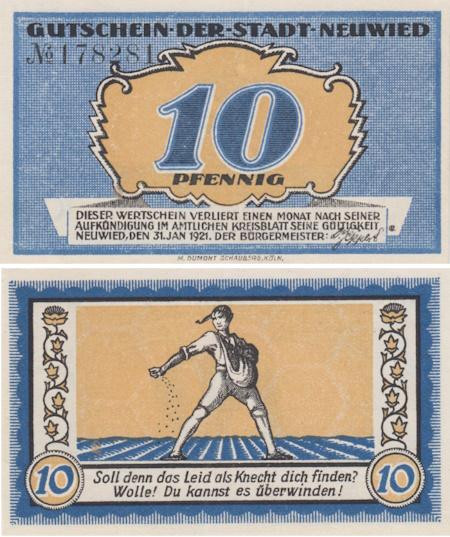 GUTSCHEIN-DER-STADT-NEUWIED
№178281
10
PFENNIG
DIESER WERTSCHEIN VERLIERT EINEN MONAT NACH SEINER
AUFKÜNDIGUNG IM AMTLICHEN KREISBLATT SEINE GÜLTIGKEIT
NEUWIED, DEN 31. JAN 1921. DER BÜRGERMEISTER:
M. DUMONT SCHAUBERG, KÖLN.
Soll denn das Leid als Knecht dich finden?
Wolle! Du kannst es überwinden!
10
10